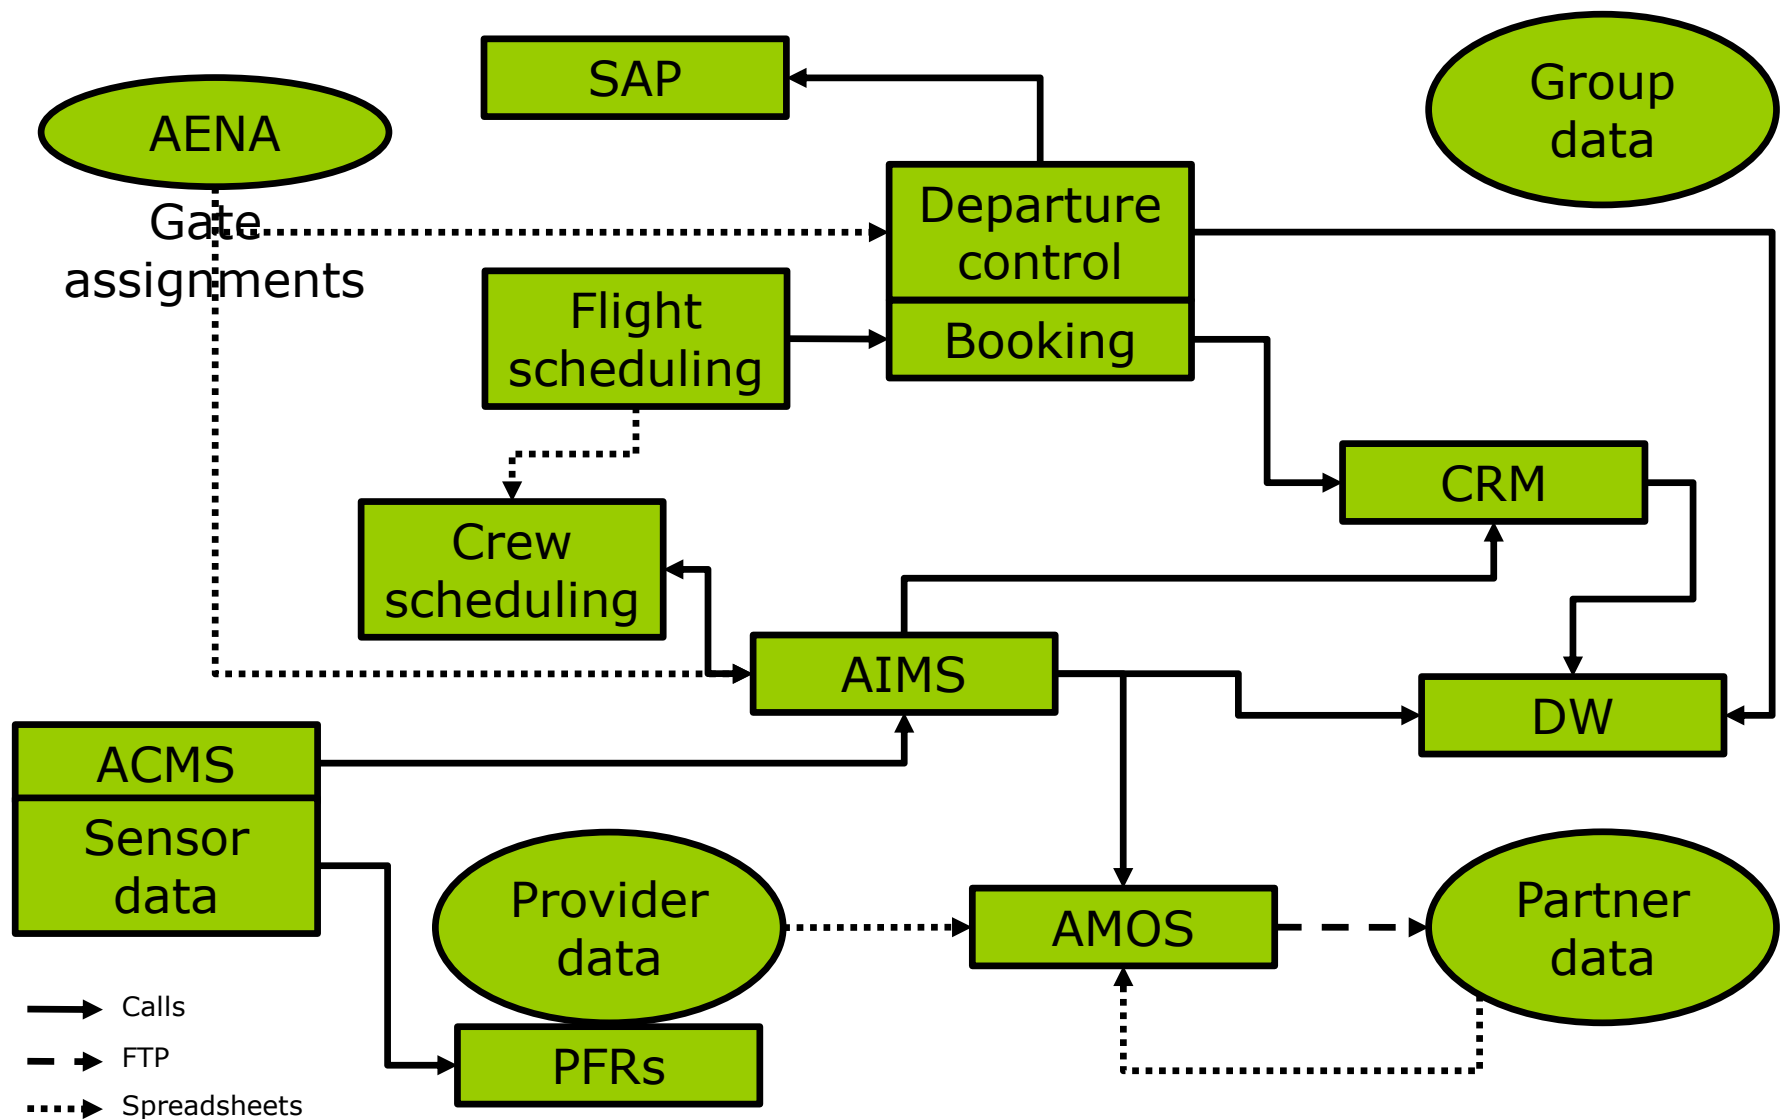 SAP
Group
data
AENA
Gate
assignments
Departure
control
Flight
scheduling
Booking
CRM
Crew
scheduling
AIMS
DW
ACMS
Sensor
data
Provider
data
AMOS
Partner
data
PFRs
Calls
FTP
Spreadsheets